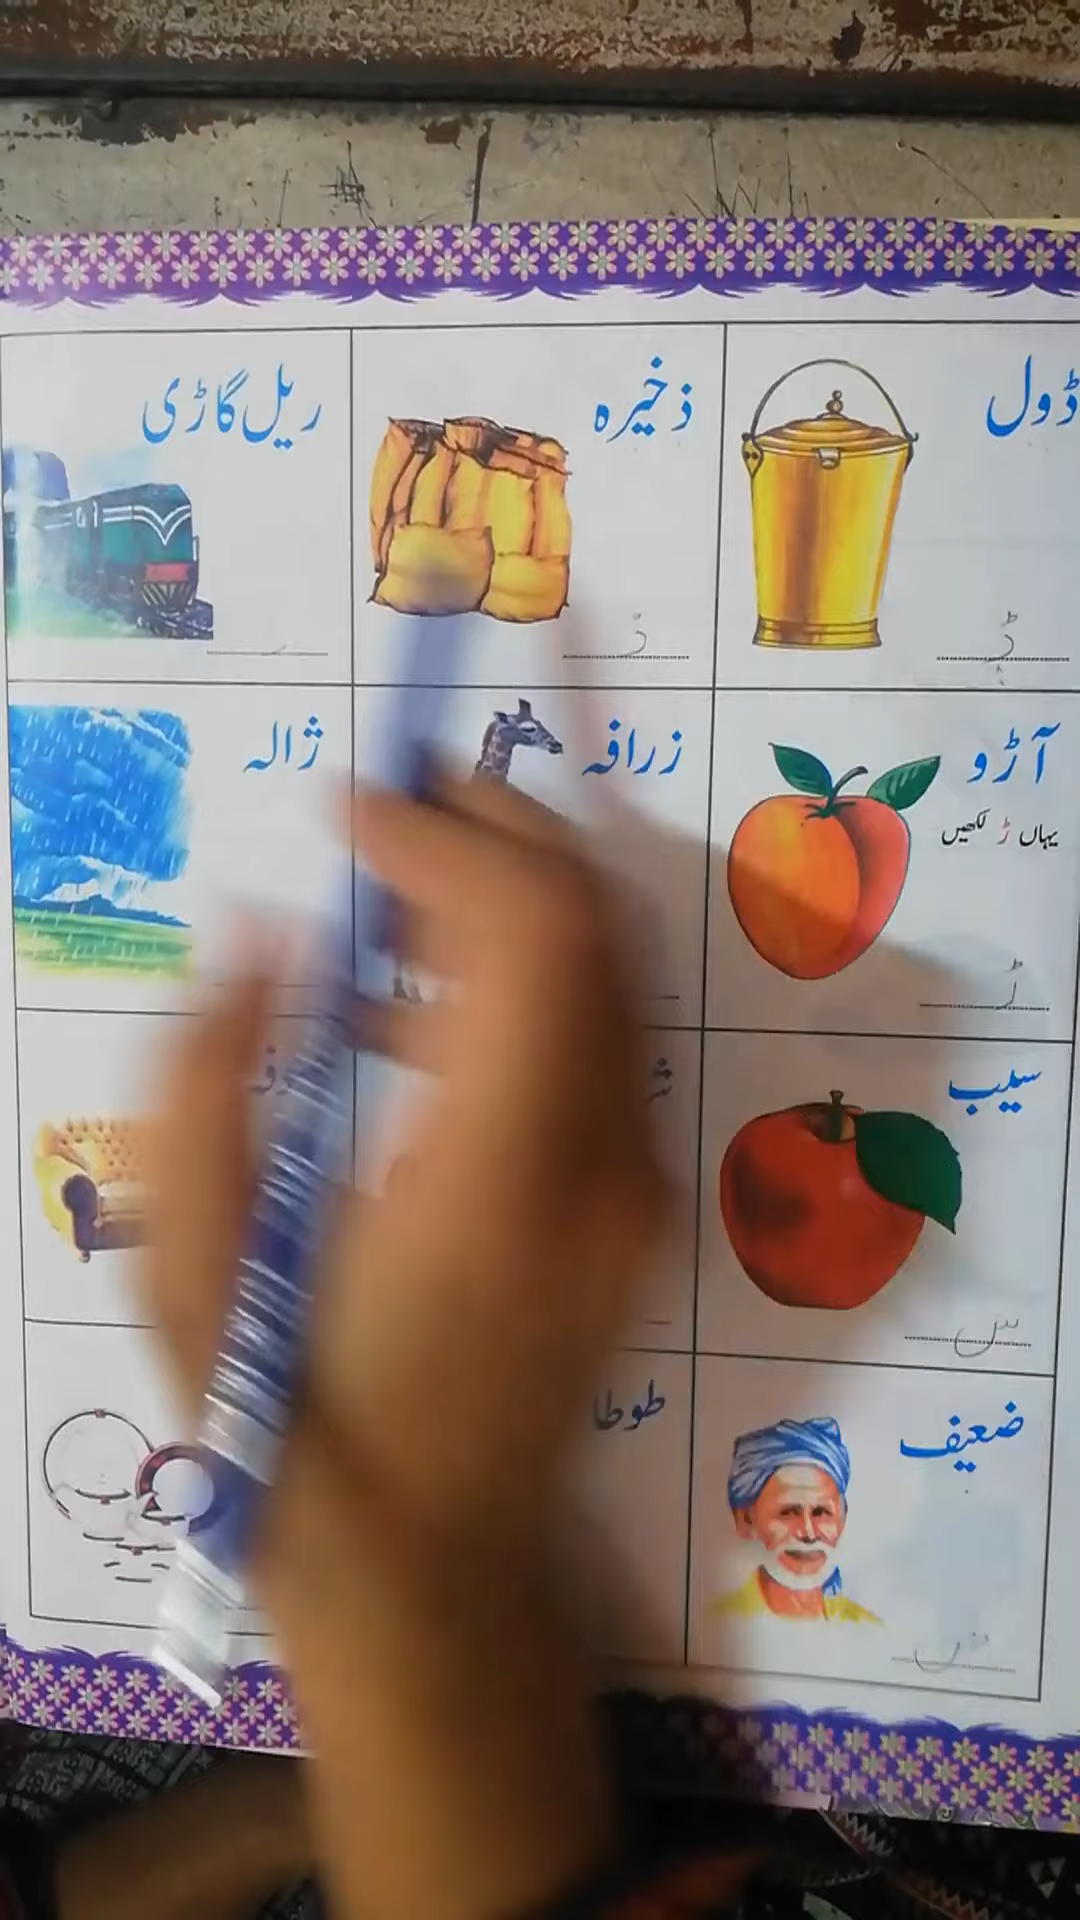 ڈول
ذخیرہ
ریل گاڑی
ڈ
ذ
ر
آڑو
یہاں ڑ لکھیں
زرافہ
ژالہ
ڑ
سیب
س
ضعیف
طوطا
ض